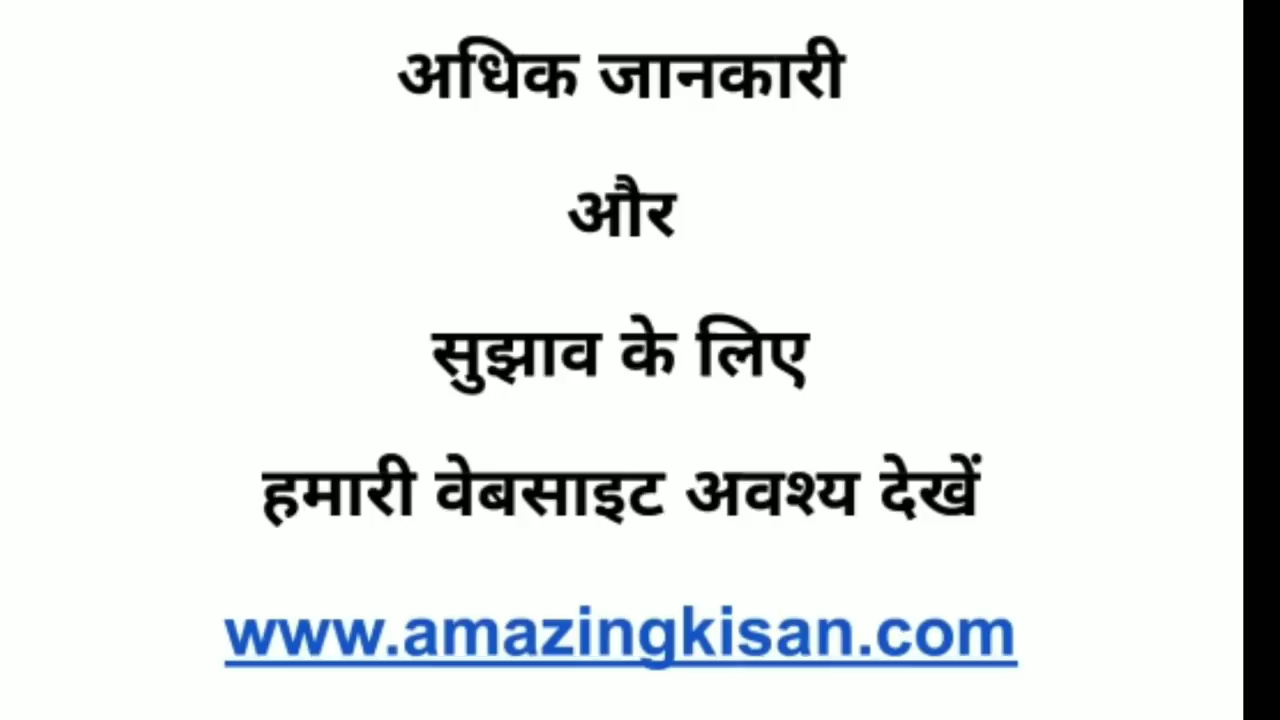 अधिक जानकारी
और
सुझाव के लिए
हमारी वेबसाइट अवश्य देखें
www.amazingkisan.com